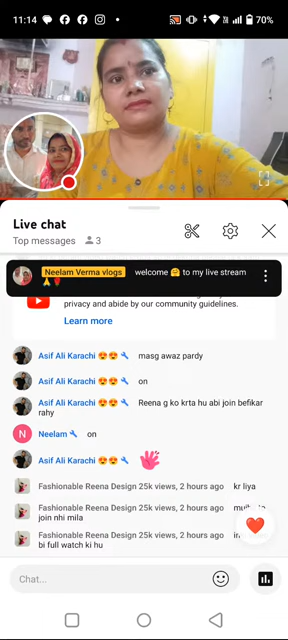 11:14
70%
Live chat
Top messages 3
Neelam Verma vlogs welcome 🤗 to my live stream
🙏🌹
privacy and abide by our community guidelines.
Learn more
Asif Ali Karachi 😍😍 masg awaz pardy
Asif Ali Karachi 😍😍 on
Asif Ali Karachi 😍😍 Reena g ko krta hu abi join befikar
rahy
N Neelam on
Asif Ali Karachi 😍😍
Fashionable Reena Design 25k views, 2 hours ago kr liya
Fashionable Reena Design 25k views, 2 hours ago
join nhi mila
Fashionable Reena Design 25k views, 2 hours ago
bi full watch ki hu
Chat...